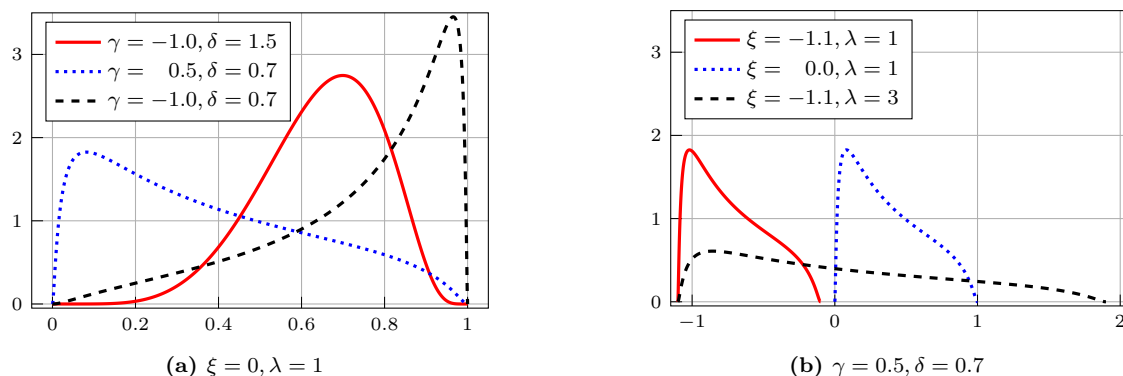 3
2
1
0
γ = −1.0, δ = 1.5
γ = 0.5, δ = 0.7
γ = −1.0, δ = 0.7
0 0.2 0.4 0.6 0.8 1
(a) ξ = 0, λ = 1
3
2
1
0
ξ = −1.1, λ = 1
ξ = 0.0, λ = 1
ξ = −1.1, λ = 3
−1 0 1 2
(b) γ = 0.5, δ = 0.7